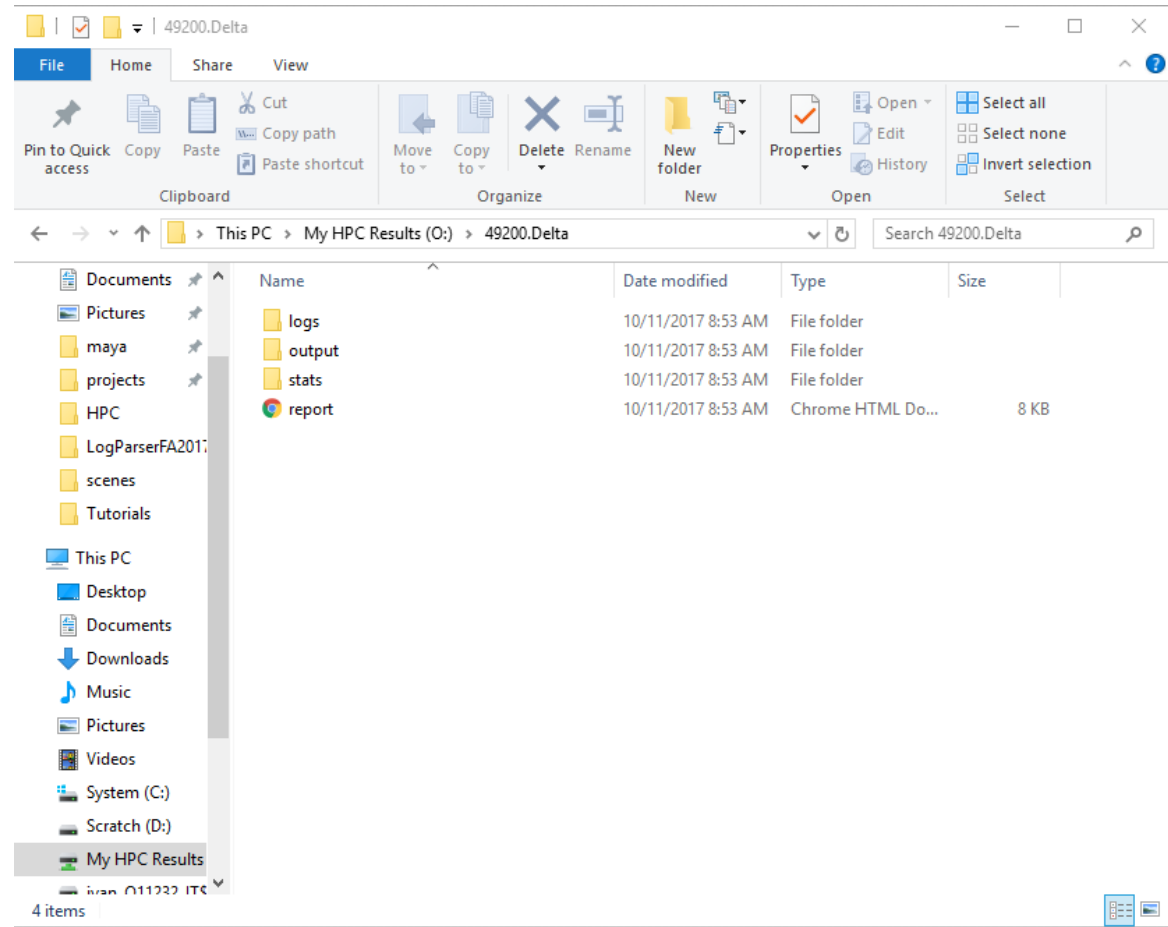 49200.Delta
File Home Share View
Pin to Quick access
Copy
Paste
Cut
Copy path
Paste shortcut
Clipboard
Move to
Copy to
Delete
Rename
Organize
New folder
New
Properties
Open
Edit
History
Open
Select all
Select none
Invert selection
Select
This PC > My HPC Results (O:) > 49200.Delta
Search 49200.Delta
Name Date modified Type Size
logs 10/11/2017 8:53 AM File folder
output 10/11/2017 8:53 AM File folder
stats 10/11/2017 8:53 AM File folder
report 10/11/2017 8:53 AM Chrome HTML Do... 8 KB
Documents
Pictures
maya
projects
HPC
LogParserFA2017
scenes
Tutorials
This PC
Desktop
Documents
Downloads
Music
Pictures
Videos
System (C:)
Scratch (D:)
My HPC Results
4 items